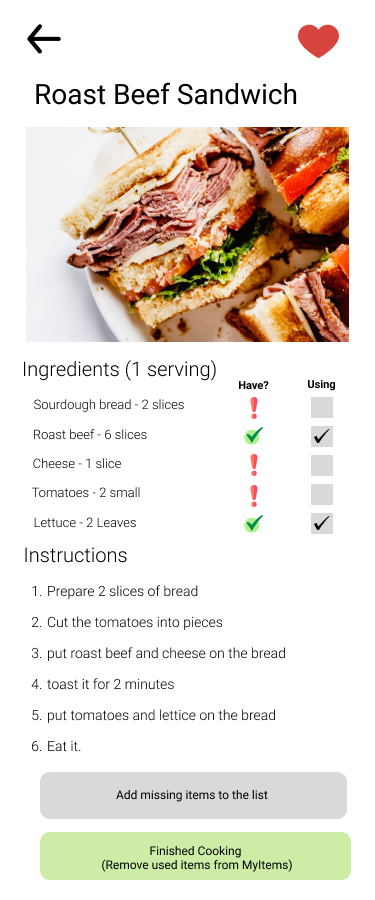 Roast Beef Sandwich
Ingredients (1 serving)
Have? Using
Sourdough bread - 2 slices
Roast beef - 6 slices
Cheese - 1 slice
Tomatoes - 2 small
Lettuce - 2 Leaves
Instructions
1. Prepare 2 slices of bread
2. Cut the tomatoes into pieces
3. put roast beef and cheese on the bread
4. toast it for 2 minutes
5. put tomatoes and lettice on the bread
6. Eat it.
Add missing items to the list
Finished Cooking
(Remove used items from MyItems)